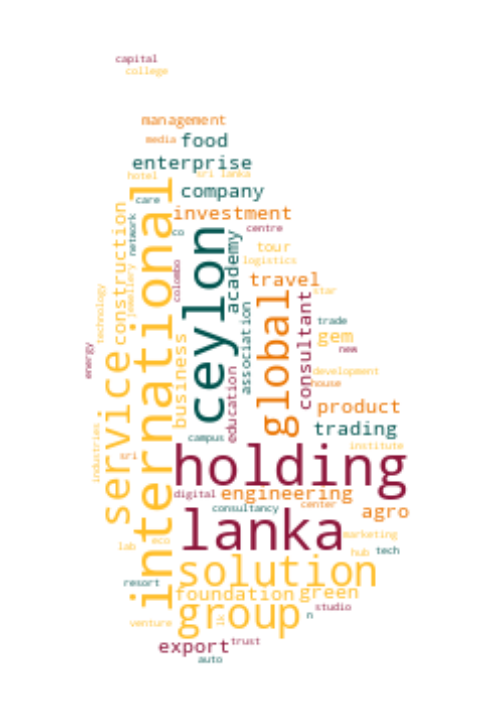 capital
college
management
media
food
enterprise
hotel
sri lanka
care
company
international
investment
network
co
centre
construction
ceylon
academy
tour
jewellery
logistics
colombo
travel
technology
global
consultant
star
association
trade
business
gem
energy
new
service
education
development
house
product
industries
campus
trading
institute
sri
holding
digital
engineering
center
consultancy
agro
lanka
marketing
lab
eco
hub
tech
solution
resort
foundation
green
group
studio
lk
n
venture
export
trust
auto